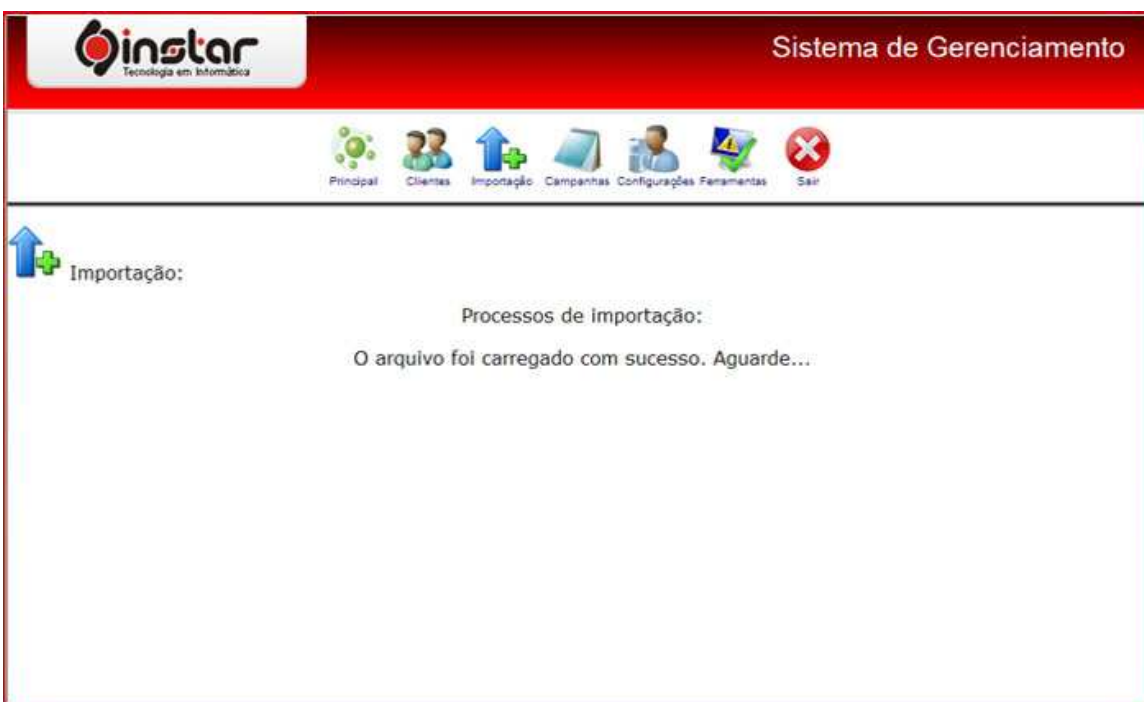 instar
Tecnologia em Informática
Sistema de Gerenciamento
Principal Clientes Importação Campanhas Configurações Ferramentas Sair
Importação:
Processos de importação:
O arquivo foi carregado com sucesso. Aguarde...